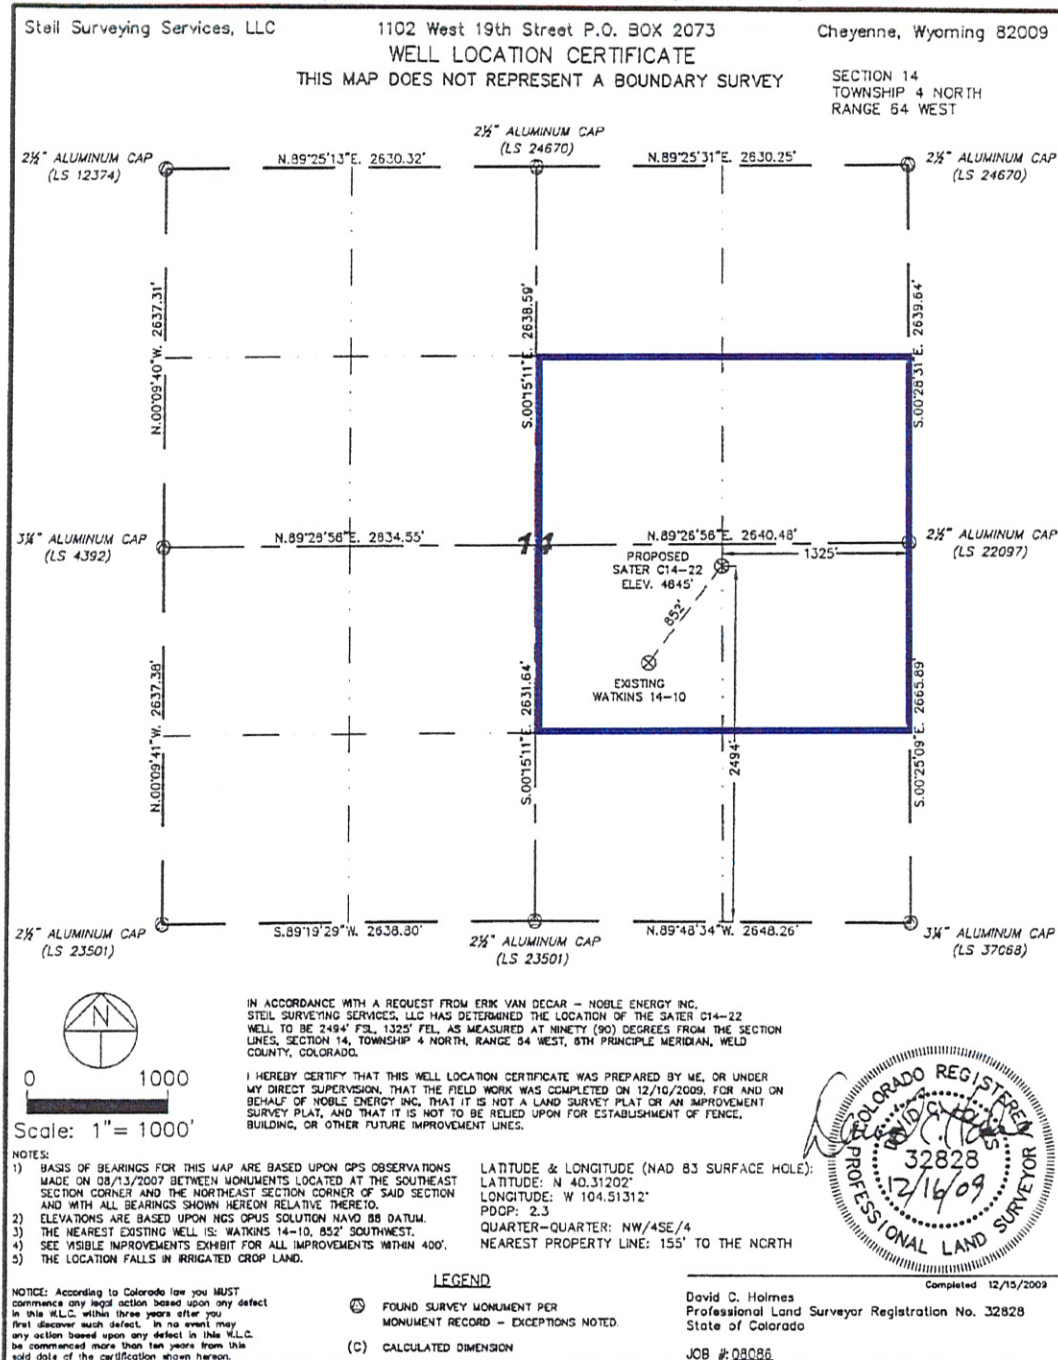 Steil Surveying Services, LLC
1102 West 19th Street P.O. BOX 2073
Cheyenne, Wyoming 82009
WELL LOCATION CERTIFICATE
THIS MAP DOES NOT REPRESENT A BOUNDARY SURVEY
SECTION 14
TOWNSHIP 4 NORTH
RANGE 64 WEST
2½" ALUMINUM CAP
(LS 12374)
N.89°25'13"E. 2630.32'
2½" ALUMINUM CAP
(LS 24670)
N.89°25'31"E. 2630.25'
2½" ALUMINUM CAP
(LS 24670)
N.00°09'40"W. 2637.31'
S.00°15'11"E. 2638.59'
S.00°28'31"E. 2639.64'
3¼" ALUMINUM CAP
(LS 4392)
N.89°28'56"E. 2634.55'
14
N.89°26'56"E. 2640.48'
1325'
2½" ALUMINUM CAP
(LS 22097)
PROPOSED
SATER C14-22
ELEV. 4645'
852'
EXISTING
WATKINS 14-10
N.00°09'41"W. 2637.38'
S.00°15'11"E. 2631.64'
2494'
S.00°25'09"E. 2665.89'
2½" ALUMINUM CAP
(LS 23501)
S.89°19'29"W. 2638.80'
2½" ALUMINUM CAP
(LS 23501)
N.89°48'34"W. 2648.26'
3¼" ALUMINUM CAP
(LS 37068)
N
0 1000
Scale: 1"= 1000'
IN ACCORDANCE WITH A REQUEST FROM ERIK VAN DECAR – NOBLE ENERGY INC.
STEIL SURVEYING SERVICES, LLC HAS DETERMINED THE LOCATION OF THE SATER C14-22
WELL TO BE 2494' FSL, 1325' FEL, AS MEASURED AT NINETY (90) DEGREES FROM THE SECTION
LINES, SECTION 14, TOWNSHIP 4 NORTH, RANGE 64 WEST, 6TH PRINCIPLE MERIDIAN, WELD
COUNTY, COLORADO.
I HEREBY CERTIFY THAT THIS WELL LOCATION CERTIFICATE WAS PREPARED BY ME, OR UNDER
MY DIRECT SUPERVISION, THAT THE FIELD WORK WAS COMPLETED ON 12/10/2009, FOR AND ON
BEHALF OF NOBLE ENERGY INC, THAT IT IS NOT A LAND SURVEY PLAT OR AN IMPROVEMENT
SURVEY PLAT, AND THAT IT IS NOT TO BE RELIED UPON FOR ESTABLISHMENT OF FENCE,
BUILDING, OR OTHER FUTURE IMPROVEMENT LINES.
NOTES:
1) BASIS OF BEARINGS FOR THIS MAP ARE BASED UPON GPS OBSERVATIONS
MADE ON 08/13/2007 BETWEEN MONUMENTS LOCATED AT THE SOUTHEAST
SECTION CORNER AND THE NORTHEAST SECTION CORNER OF SAID SECTION
AND WITH ALL BEARINGS SHOWN HEREON RELATIVE THERETO.
2) ELEVATIONS ARE BASED UPON NGS OPUS SOLUTION NAVD 88 DATUM.
3) THE NEAREST EXISTING WELL IS: WATKINS 14-10, 852' SOUTHWEST.
4) SEE VISIBLE IMPROVEMENTS EXHIBIT FOR ALL IMPROVEMENTS WITHIN 400'.
5) THE LOCATION FALLS IN IRRIGATED CROP LAND.
LATITUDE & LONGITUDE (NAD 83 SURFACE HOLE):
LATITUDE: N 40.31202°
LONGITUDE: W 104.51312°
PDOP: 2.3
QUARTER-QUARTER: NW/4SE/4
NEAREST PROPERTY LINE: 155' TO THE NORTH
COLORADO REGISTERED
DAVID C. HOLMES
32828
12/16/09
PROFESSIONAL LAND SURVEYOR
NOTICE: According to Colorado law you MUST
commence any legal action based upon any defect
in this W.L.C. within three years after you
first discover such defect. In no event may
any action based upon any defect in this W.L.C.
be commenced more than ten years from this
said date of the certification shown hereon.
LEGEND
FOUND SURVEY MONUMENT PER
MONUMENT RECORD – EXCEPTIONS NOTED.
(C) CALCULATED DIMENSION
Completed 12/15/2009
David C. Holmes
Professional Land Surveyor Registration No. 32828
State of Colorado
JOB #: 08086